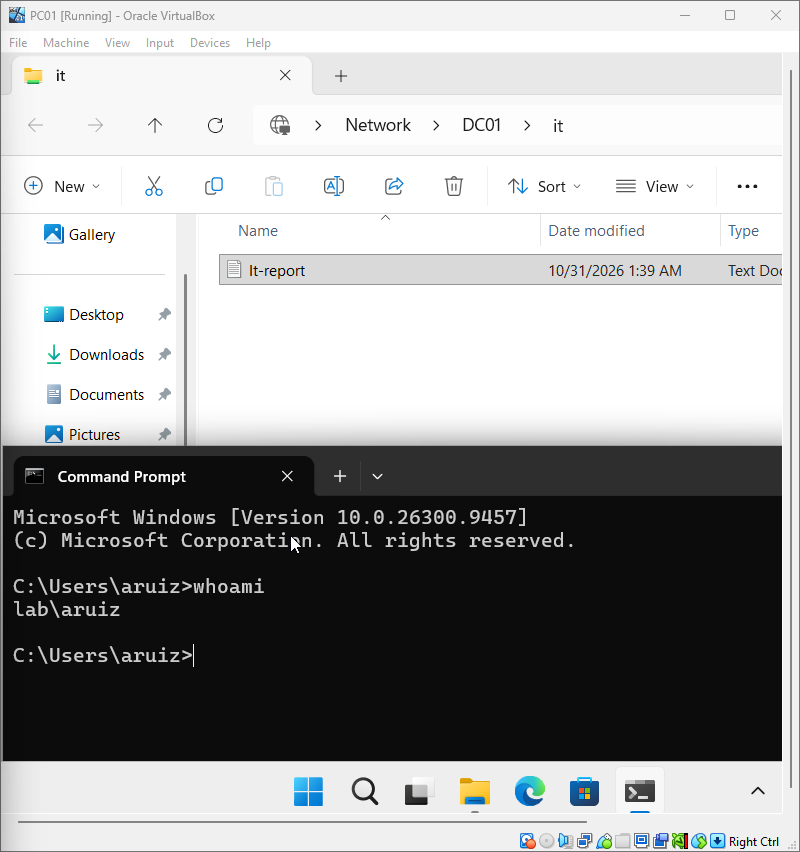 PC01 [Running] - Oracle VirtualBox
File Machine View Input Devices Help
it
Network > DC01 > it
New Sort View
Gallery
Name Date modified Type
It-report 10/31/2026 1:39 AM Text Doc
Desktop
Downloads
Documents
Pictures
Command Prompt
Microsoft Windows [Version 10.0.26300.9457]
(c) Microsoft Corporation. All rights reserved.
C:\Users\aruiz>whoami
lab\aruiz
C:\Users\aruiz>
Right Ctrl